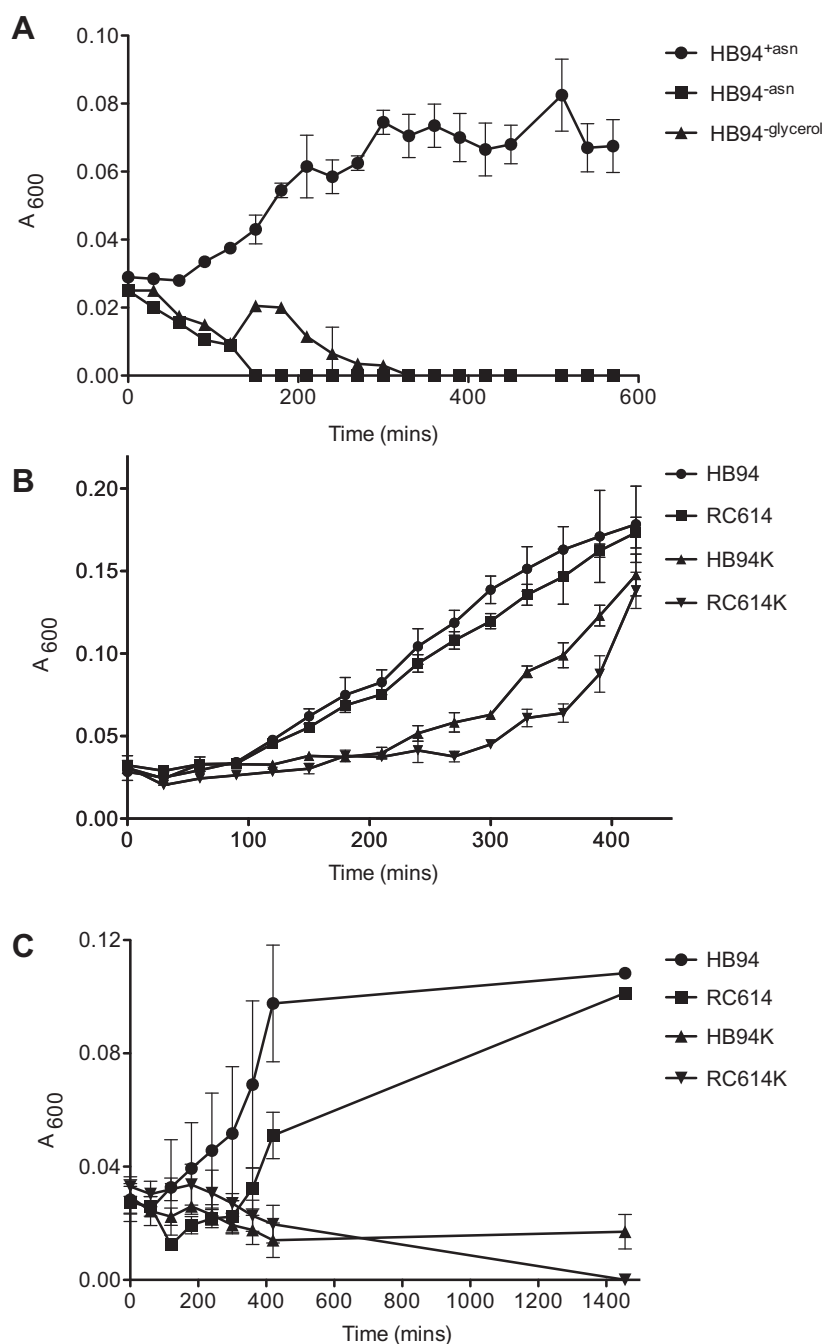 A
0.10
0.08
0.06
0.04
0.02
0.00
A600
0 200 400 600
Time (mins)
HB94+asn
HB94-asn
HB94-glycerol
B
0.20
0.15
0.10
0.05
0.00
A600
0 100 200 300 400
Time (mins)
HB94
RC614
HB94K
RC614K
C
0.12
0.08
0.04
0.00
A600
0 200 400 600 800 1000 1200 1400
Time (mins)
HB94
RC614
HB94K
RC614K